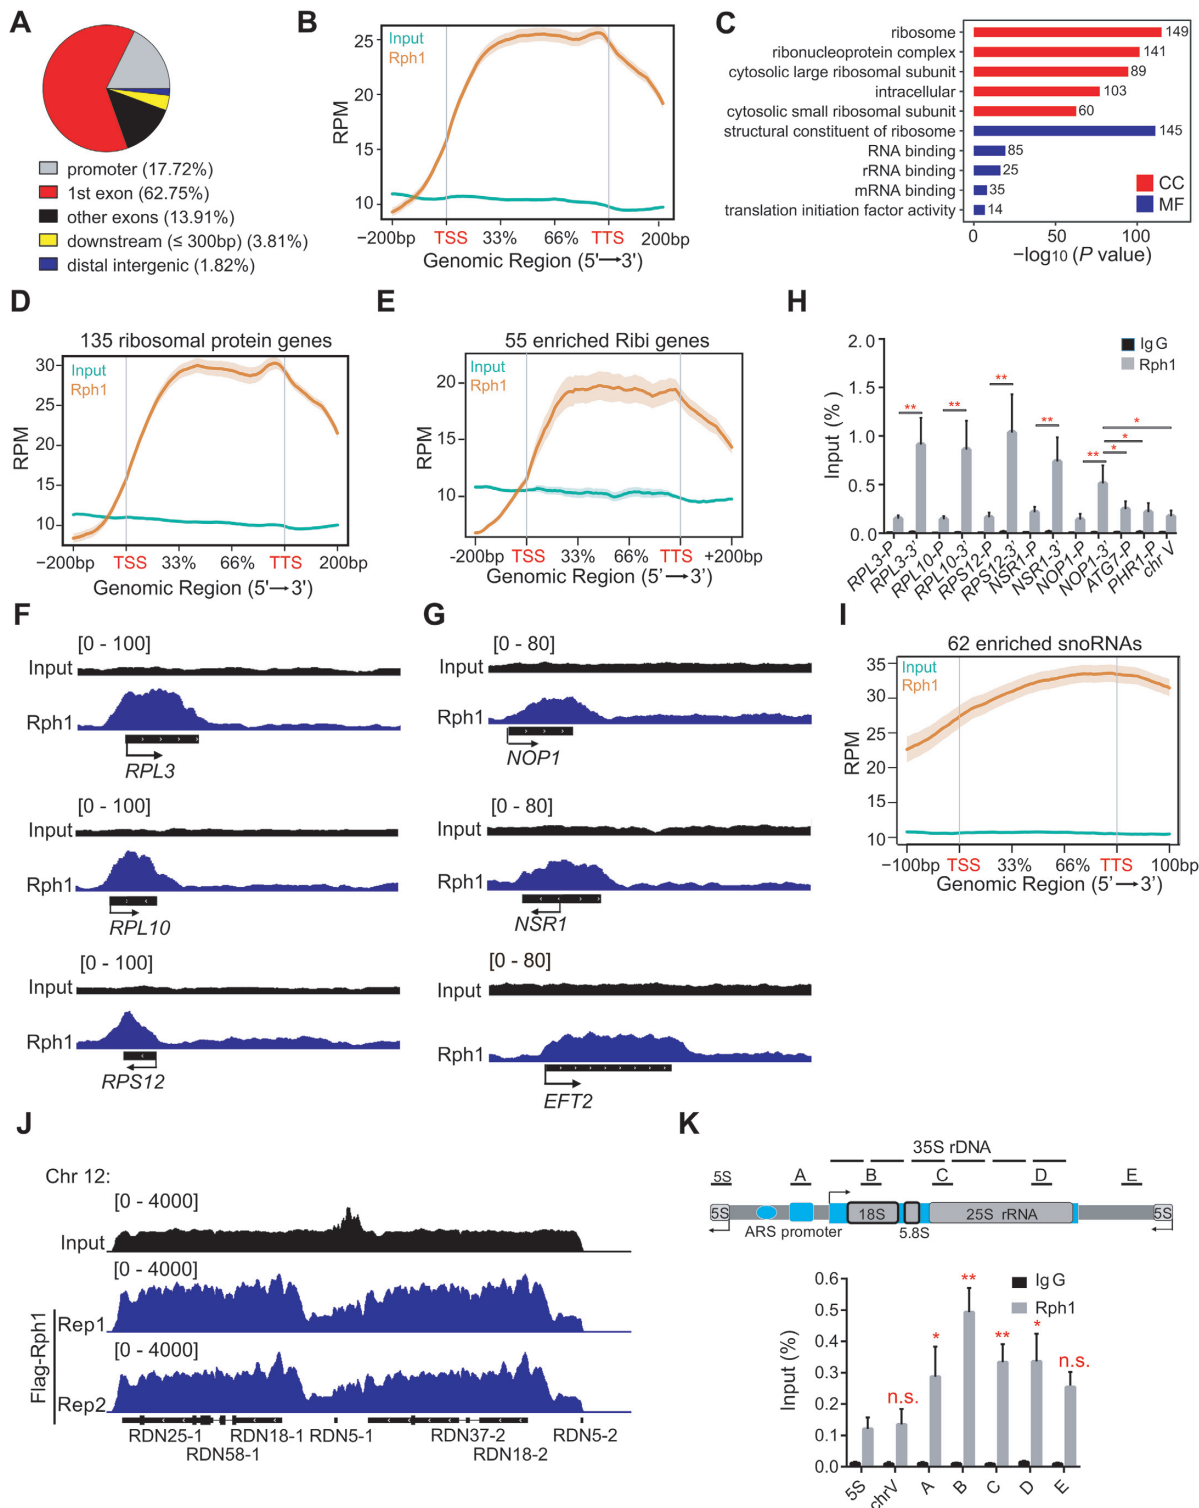 A
promoter (17.72%)
1st exon (62.75%)
other exons (13.91%)
downstream (≤ 300bp) (3.81%)
distal intergenic (1.82%)
B
Input
Rph1
RPM
25
20
15
10
−200bp TSS 33% 66% TTS 200bp
Genomic Region (5'→3')
C
ribosome 149
ribonucleoprotein complex 141
cytosolic large ribosomal subunit 89
intracellular 103
cytosolic small ribosomal subunit 60
structural constituent of ribosome 145
RNA binding 85
rRNA binding 25
mRNA binding 35
translation initiation factor activity 14
CC
MF
0 50 100
−log10 (P value)
D
135 ribosomal protein genes
Input
Rph1
RPM
30
25
20
15
10
−200bp TSS 33% 66% TTS 200
Genomic Region (5'→3')
E
55 enriched Ribi genes
Input
Rph1
RPM
20
15
10
-200bp TSS 33% 66% TTS +200bp
Genomic Region (5'→3')
H
IgG
Rph1
Input (%)
2.0
1.5
1.0
0.5
0.0
** ** ** ** ** * * *
RPL3-P RPL3-3' RPL10-P RPL10-3' RPS12-P RPS12-3' NSR1-P NSR1-3' NOP1-P NOP1-3' ATG7-P PHR1-P chr V
F
[0 - 100]
Input
Rph1
RPL3
[0 - 100]
Input
Rph1
RPL10
[0 - 100]
Input
Rph1
RPS12
G
[0 - 80]
Input
Rph1
NOP1
[0 - 80]
Input
Rph1
NSR1
[0 - 80]
Input
Rph1
EFT2
I
62 enriched snoRNAs
Input
Rph1
RPM
35
30
25
20
15
10
−100bp TSS 33% 66% TTS 100bp
Genomic Region (5'→3')
J
Chr 12:
[0 - 4000]
Input
[0 - 4000]
Rep1
[0 - 4000]
Rep2
Flag-Rph1
RDN25-1 RDN18-1 RDN5-1 RDN37-2 RDN5-2
RDN58-1 RDN18-2
K
35S rDNA
5S A B C D E
5S 18S 25S rRNA 5S
ARS promoter 5.8S
IgG
Rph1
Input (%)
0.6
0.5
0.4
0.3
0.2
0.1
0.0
n.s. * ** ** * n.s.
5S chrV A B C D E